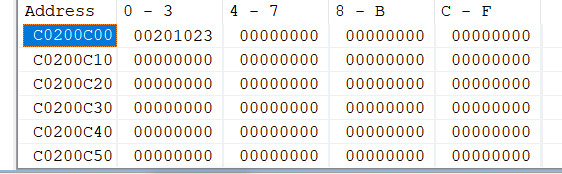 Address 0 - 3 4 - 7 8 - B C - F
C0200C00 00201023 00000000 00000000 00000000
C0200C10 00000000 00000000 00000000 00000000
C0200C20 00000000 00000000 00000000 00000000
C0200C30 00000000 00000000 00000000 00000000
C0200C40 00000000 00000000 00000000 00000000
C0200C50 00000000 00000000 00000000 00000000